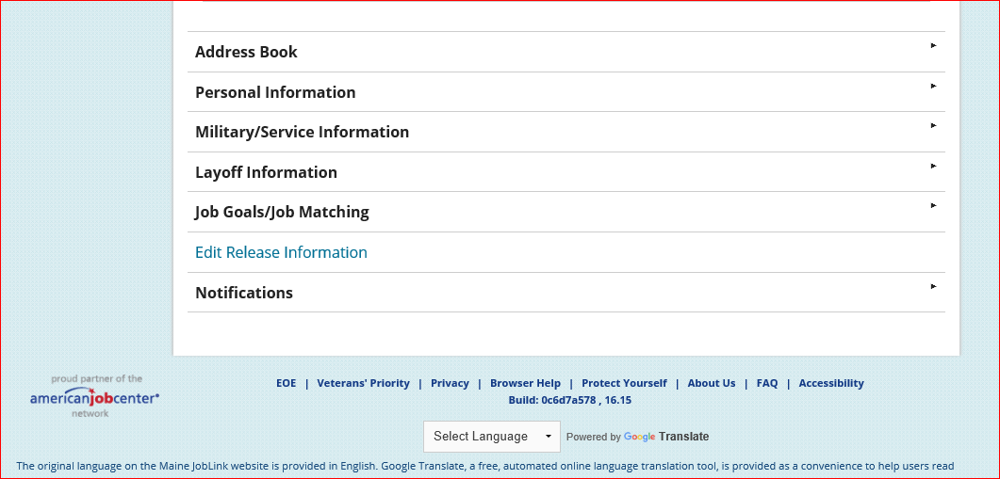 Address Book
Personal Information
Military/Service Information
Layoff Information
Job Goals/Job Matching
Edit Release Information
Notifications
proud partner of the
americanjobcenter®
network
EOE | Veterans' Priority | Privacy | Browser Help | Protect Yourself | About Us | FAQ | Accessibility
Build: 0c6d7a578 , 16.15
Select Language
Powered by Google Translate
The original language on the Maine JobLink website is provided in English. Google Translate, a free, automated online language translation tool, is provided as a convenience to help users read